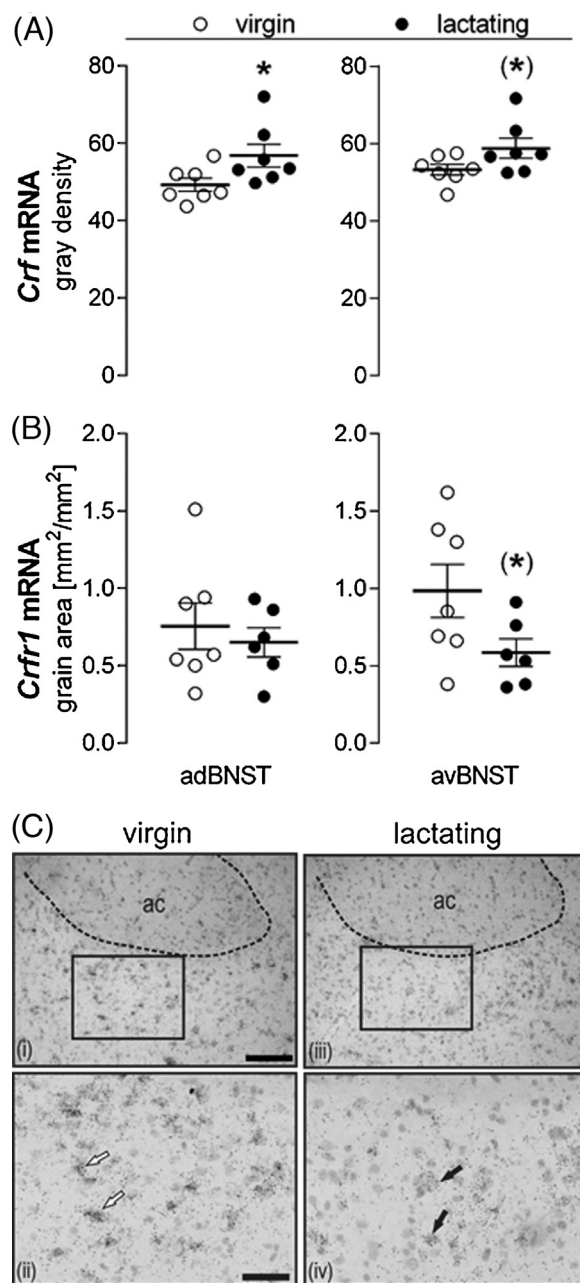 (A) virgin lactating
* (*)
80 80
60 60
40 40
20 20
0 0
Crf mRNA
gray density
(B)
2.0 2.0
1.5 1.5
(*)
1.0 1.0
0.5 0.5
0.0 0.0
Crfr1 mRNA
grain area [mm²/mm²]
adBNST avBNST
(C) virgin lactating
ac ac
(i) (iii)
(ii) (iv)